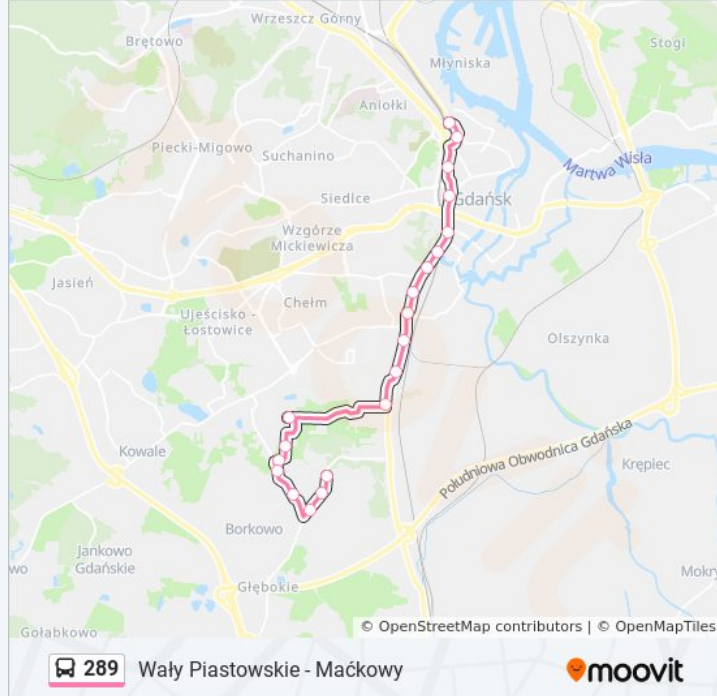 Wrzeszcz Górny
Brętowo
Stogi
Młyniska
Aniołki
Piecki-Migowo
Suchanino
Martwa Wisła
Siedlce
Gdańsk
Wzgórze
Mickiewicza
Jasień
Chełm
Ujeścisko -
Łostowice
Olszynka
Południowa Obwodnica Gdańska
Kowale
Krępiec
Borkowo
Jankowo
Gdańskie
wo
Głębokie
Mokry
Gołabkowo
© OpenStreetMap contributors | © OpenMapTiles
289 Wały Piastowskie - Maćkowy
moovit